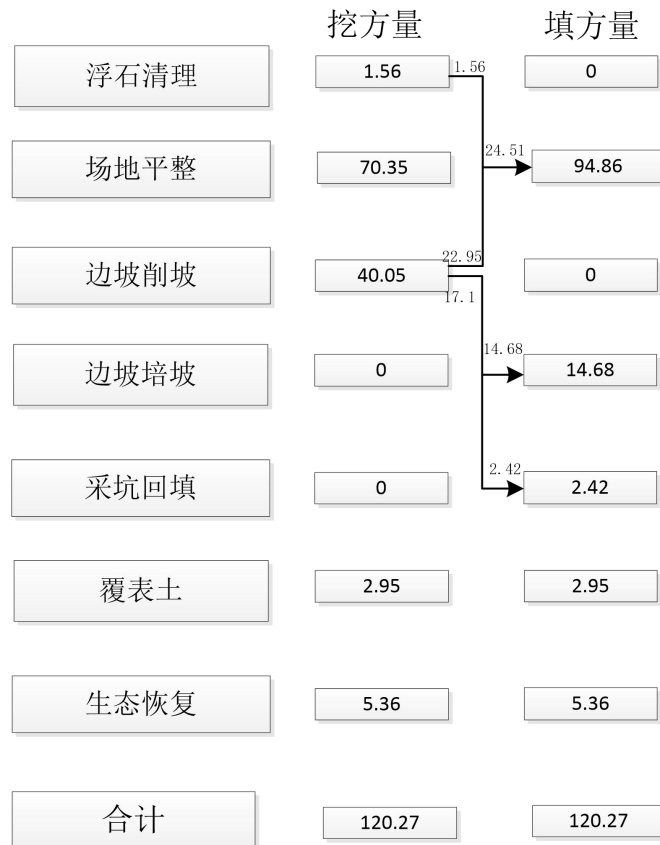 挖方量 填方量
浮石清理 1.56 1.56 0
场地平整 70.35 24.51 94.86
边坡削坡 40.05 22.95 17.1 0
边坡培坡 0 14.68 14.68
采坑回填 0 2.42 2.42
覆表土 2.95 2.95
生态恢复 5.36 5.36
合计 120.27 120.27